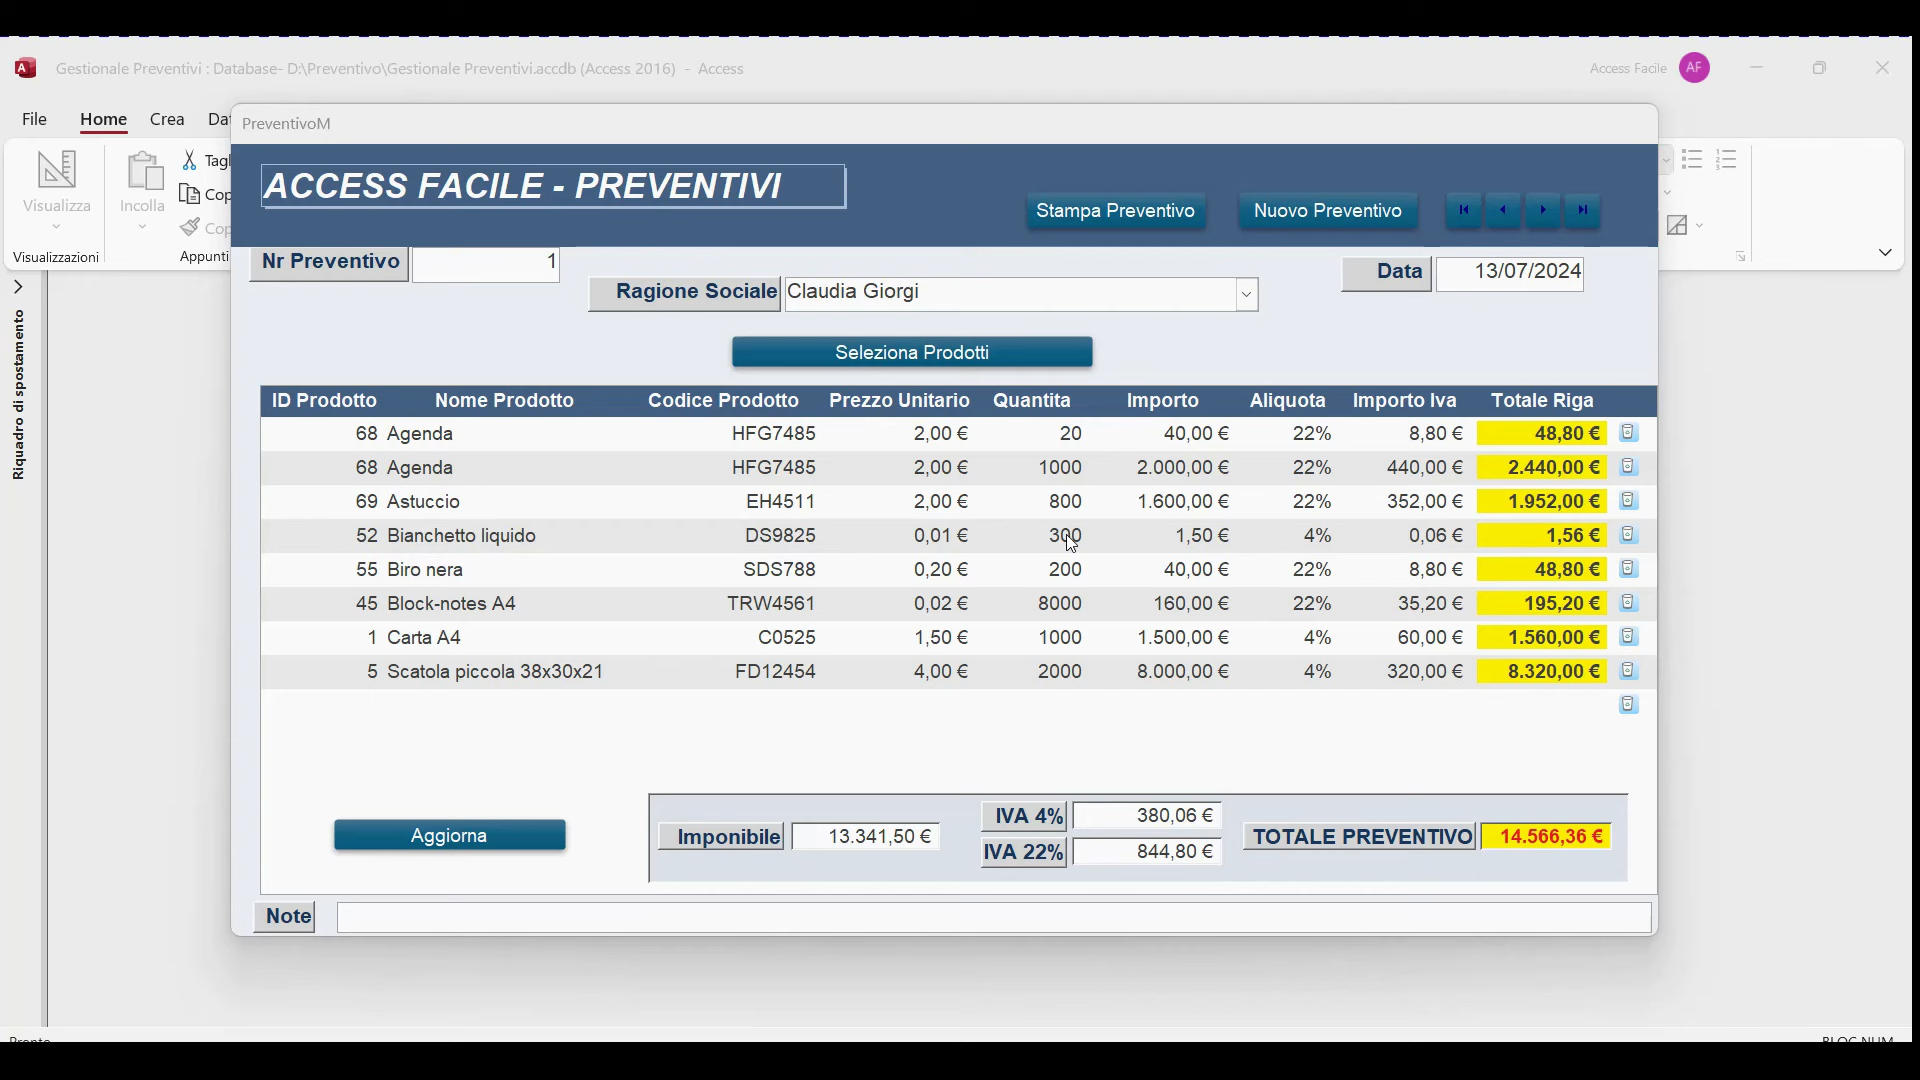 Gestionale Preventivi : Database- D:\Preventivo\Gestionale Preventivi.accdb (Access 2016) - Access
Access Facile
AF
File
Home
Crea
Dat
PreventivoM
Tagl
Cop
Cop
Visualizza
Incolla
Visualizzazioni
Appunti
Riquadro di spostamento
ACCESS FACILE - PREVENTIVI
Stampa Preventivo
Nuovo Preventivo
Nr Preventivo 1
Ragione Sociale Claudia Giorgi
Data 13/07/2024
Seleziona Prodotti
ID Prodotto Nome Prodotto Codice Prodotto Prezzo Unitario Quantita Importo Aliquota Importo Iva Totale Riga
68 Agenda HFG7485 2,00 € 20 40,00 € 22% 8,80 € 48,80 €
68 Agenda HFG7485 2,00 € 1000 2.000,00 € 22% 440,00 € 2.440,00 €
69 Astuccio EH4511 2,00 € 800 1.600,00 € 22% 352,00 € 1.952,00 €
52 Bianchetto liquido DS9825 0,01 € 300 1,50 € 4% 0,06 € 1,56 €
55 Biro nera SDS788 0,20 € 200 40,00 € 22% 8,80 € 48,80 €
45 Block-notes A4 TRW4561 0,02 € 8000 160,00 € 22% 35,20 € 195,20 €
1 Carta A4 C0525 1,50 € 1000 1.500,00 € 4% 60,00 € 1.560,00 €
5 Scatola piccola 38x30x21 FD12454 4,00 € 2000 8.000,00 € 4% 320,00 € 8.320,00 €
Aggiorna
Imponibile 13.341,50 €
IVA 4% 380,06 €
IVA 22% 844,80 €
TOTALE PREVENTIVO 14.566,36 €
Note
Pronto
BLOC NUM